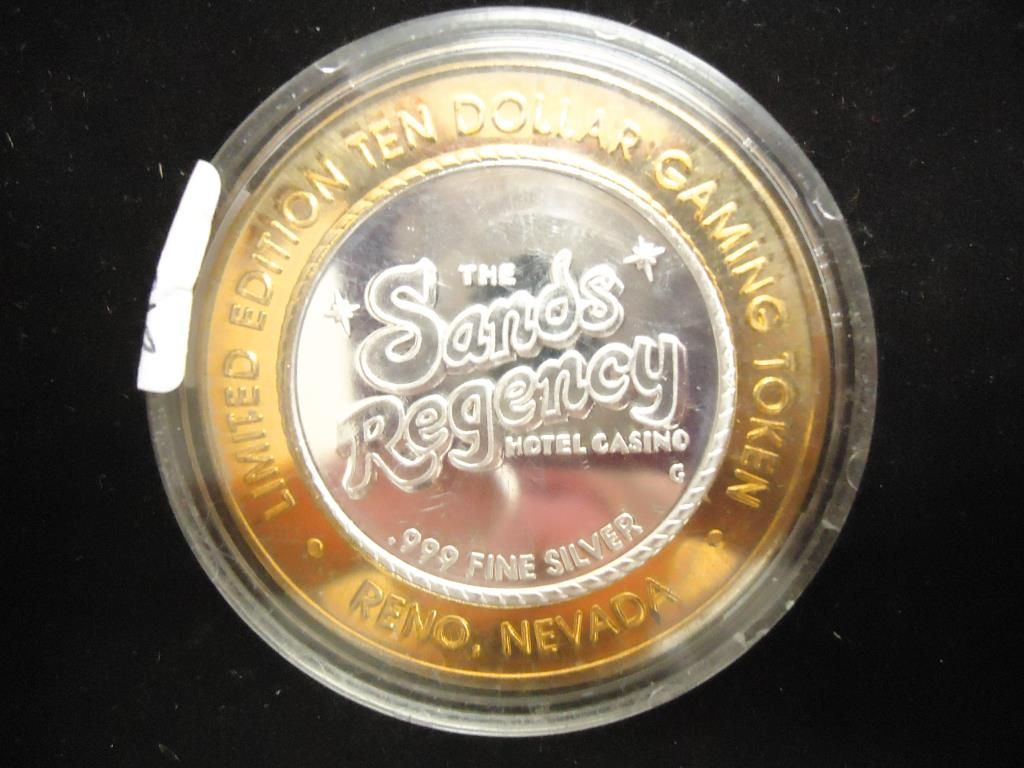 LIMITED EDITION TEN DOLLAR GAMING TOKEN
THE
Sands
Regency
HOTEL CASINO
G
.999 FINE SILVER
RENO, NEVADA